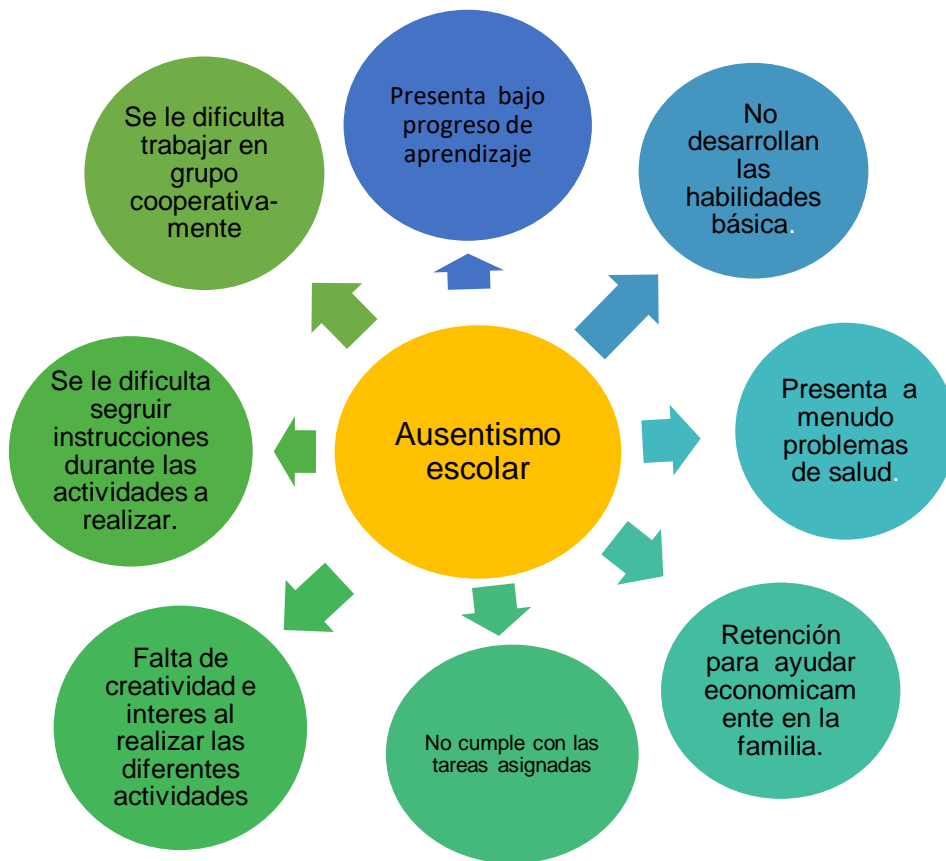 Presenta bajo
progreso de
aprendizaje
No
desarrollan
las
habilidades
básica.
Presenta a
menudo
problemas
de salud.
Retención
para ayudar
economicam
ente en la
familia.
No cumple con las
tareas asignadas
Falta de
creatividad e
interes al
realizar las
diferentes
actividades
Se le dificulta
segruir
instrucciones
durante las
actividades a
realizar.
Se le dificulta
trabajar en
grupo
cooperativa-
mente
Ausentismo
escolar